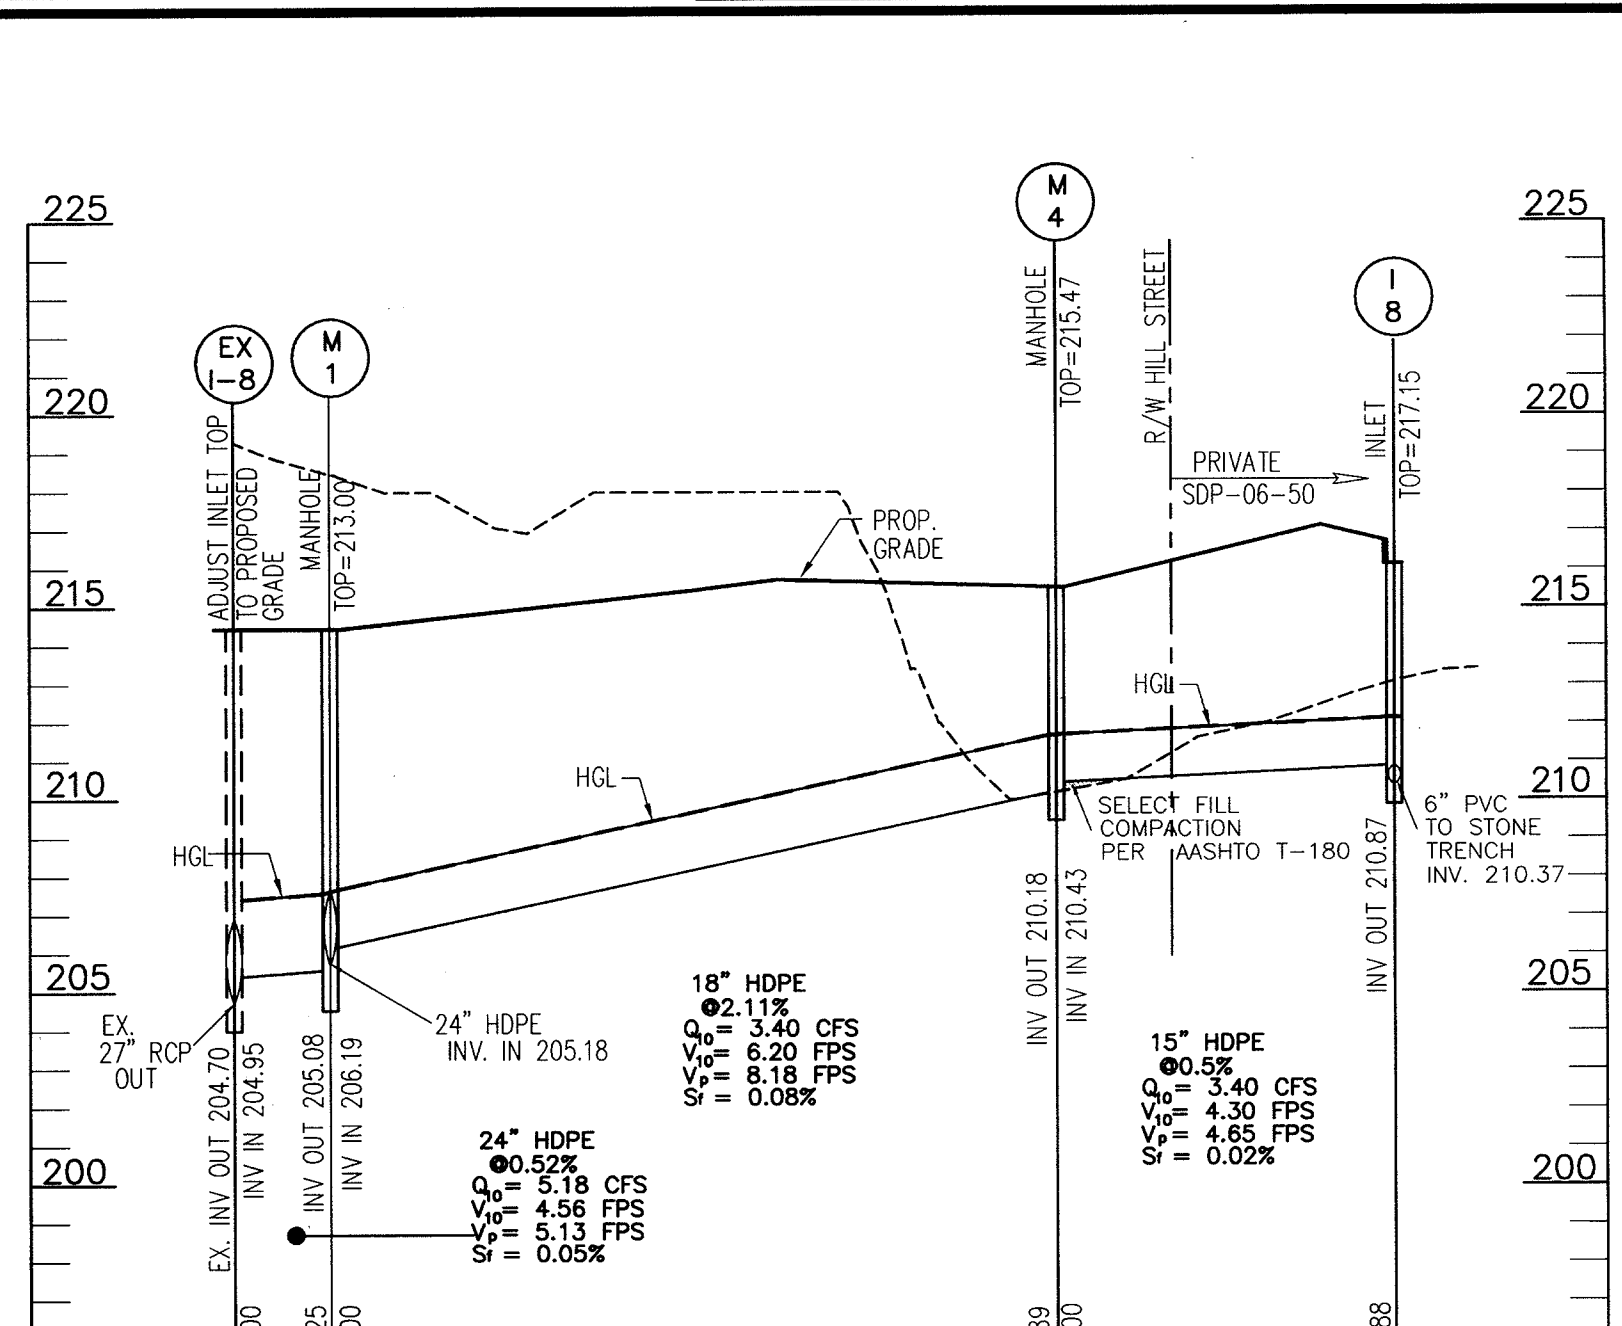 225
225
M
4
I
8
EX
I-8
M
1
MANHOLE
TOP=215.47
R/W HILL STREET
INLET
TOP=217.15
220
220
PRIVATE
SDP-06-50
ADJUST INLET TOP
TO PROPOSED
GRADE
MANHOLE
TOP=213.00
PROP.
GRADE
215
215
HGL
HGL
210
210
SELECT FILL
COMPACTION
PER AASHTO T-180
6" PVC
TO STONE
TRENCH
INV. 210.37
HGL
INV OUT 210.18
INV IN 210.43
INV OUT 210.87
205
205
EX.
27" RCP
OUT
24" HDPE
INV. IN 205.18
18" HDPE
@2.11%
Q10= 3.40 CFS
V10= 6.20 FPS
Vp= 8.18 FPS
Sf = 0.08%
15" HDPE
@0.5%
Q10= 3.40 CFS
V10= 4.30 FPS
Vp= 4.65 FPS
Sf = 0.02%
EX. INV OUT 204.70
INV IN 204.95
INV OUT 205.08
INV IN 206.19
24" HDPE
@0.52%
Q10= 5.18 CFS
V10= 4.56 FPS
Vp= 5.13 FPS
Sf = 0.05%
200
200
00
25
00
39
00
88